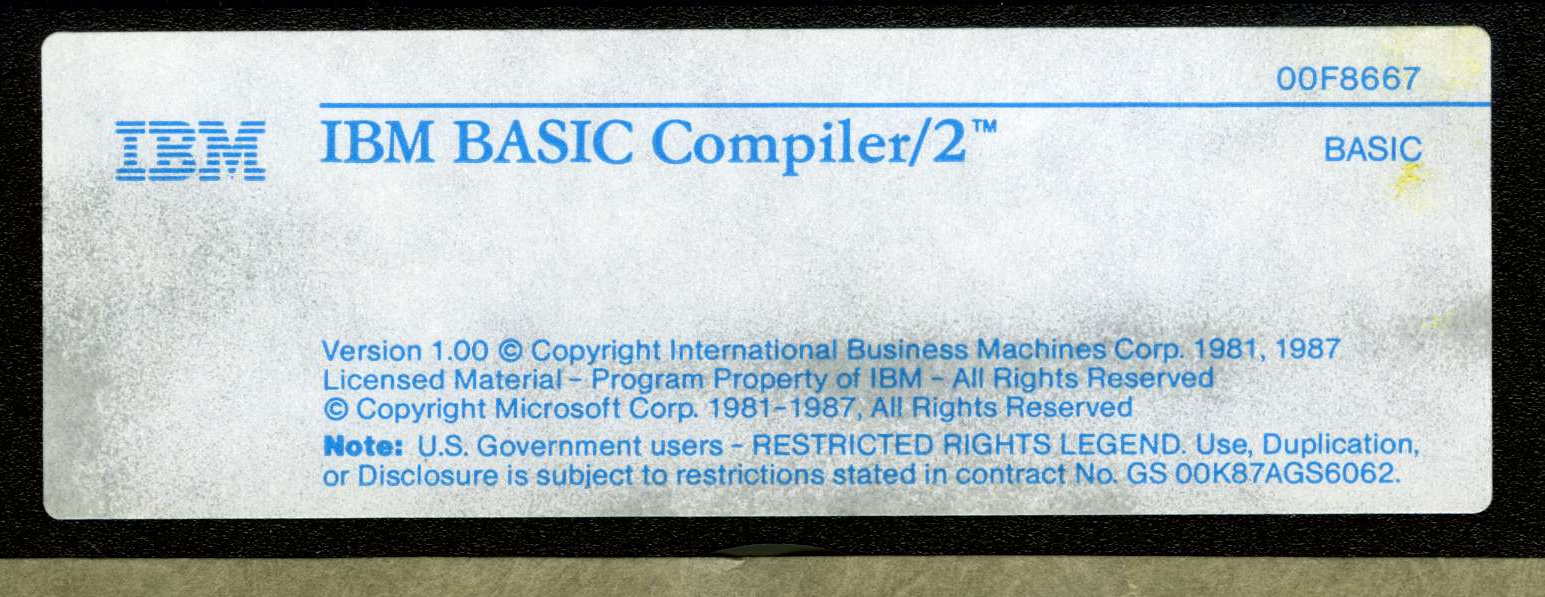 00F8667
IBM IBM BASIC Compiler/2™ BASIC
Version 1.00 © Copyright International Business Machines Corp. 1981, 1987
Licensed Material - Program Property of IBM - All Rights Reserved
© Copyright Microsoft Corp. 1981-1987, All Rights Reserved
Note: U.S. Government users - RESTRICTED RIGHTS LEGEND. Use, Duplication,
or Disclosure is subject to restrictions stated in contract No. GS 00K87AGS6062.